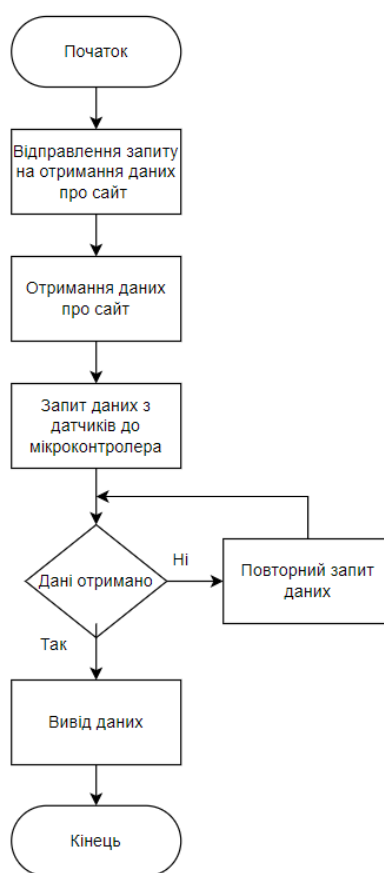 Початок
Відправлення запиту
на отримання даних
про сайт
Отримання даних
про сайт
Запит даних з
датчиків до
мікроконтролера
Дані отримано
Ні
Повторний запит
даних
Так
Вивід даних
Кінець